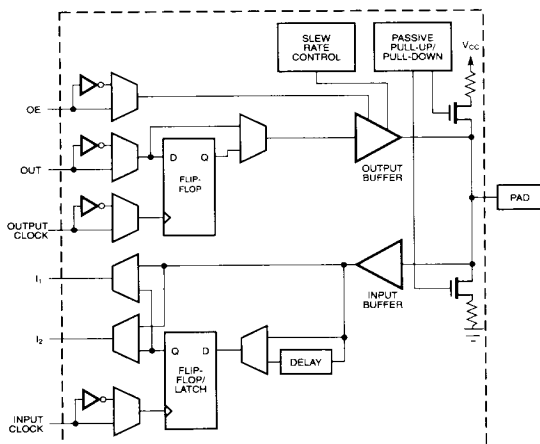 SLEW
RATE
CONTROL
PASSIVE
PULL-UP/
PULL-DOWN
VCC
OE
OUT
D Q
FLIP-
FLOP
OUTPUT
BUFFER
OUTPUT
CLOCK
PAD
I1
INPUT
BUFFER
I2
Q D
DELAY
FLIP-
FLOP/
LATCH
INPUT
CLOCK